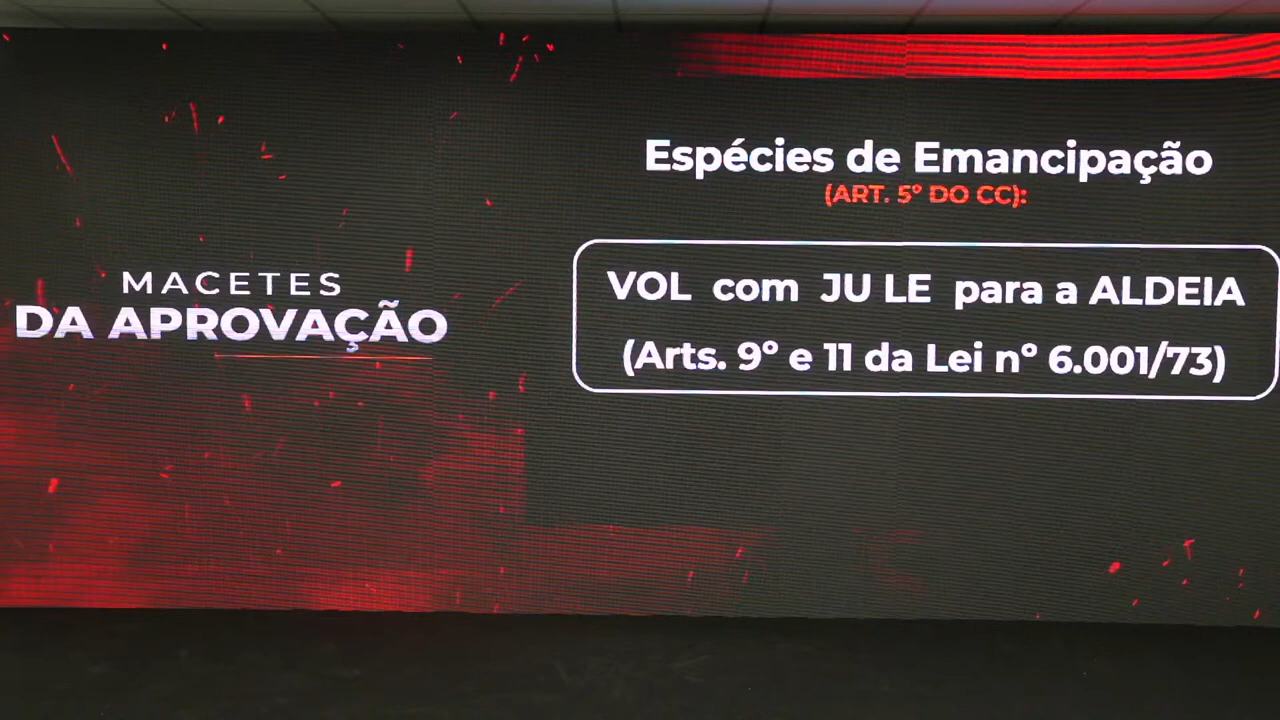 MACETES
DA APROVAÇÃO
Espécies de Emancipação
(ART. 5º DO CC):
VOL com JU LE para a ALDEIA
(Arts. 9º e 11 da Lei nº 6.001/73)